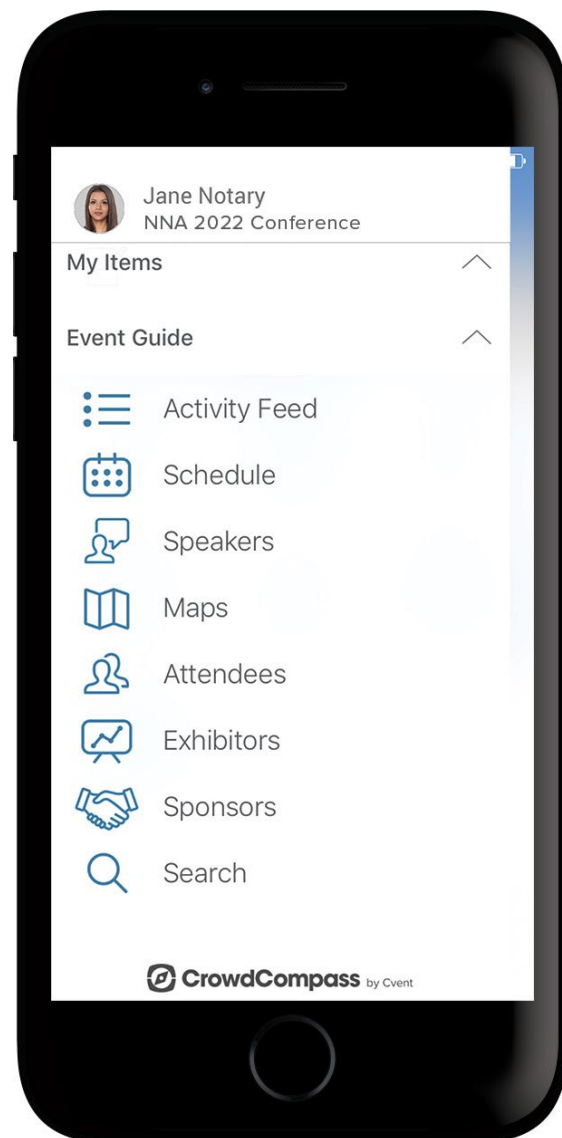 Jane Notary
NNA 2022 Conference
My Items
Event Guide
Activity Feed
Schedule
Speakers
Maps
Attendees
Exhibitors
Sponsors
Search
CrowdCompass by Cvent